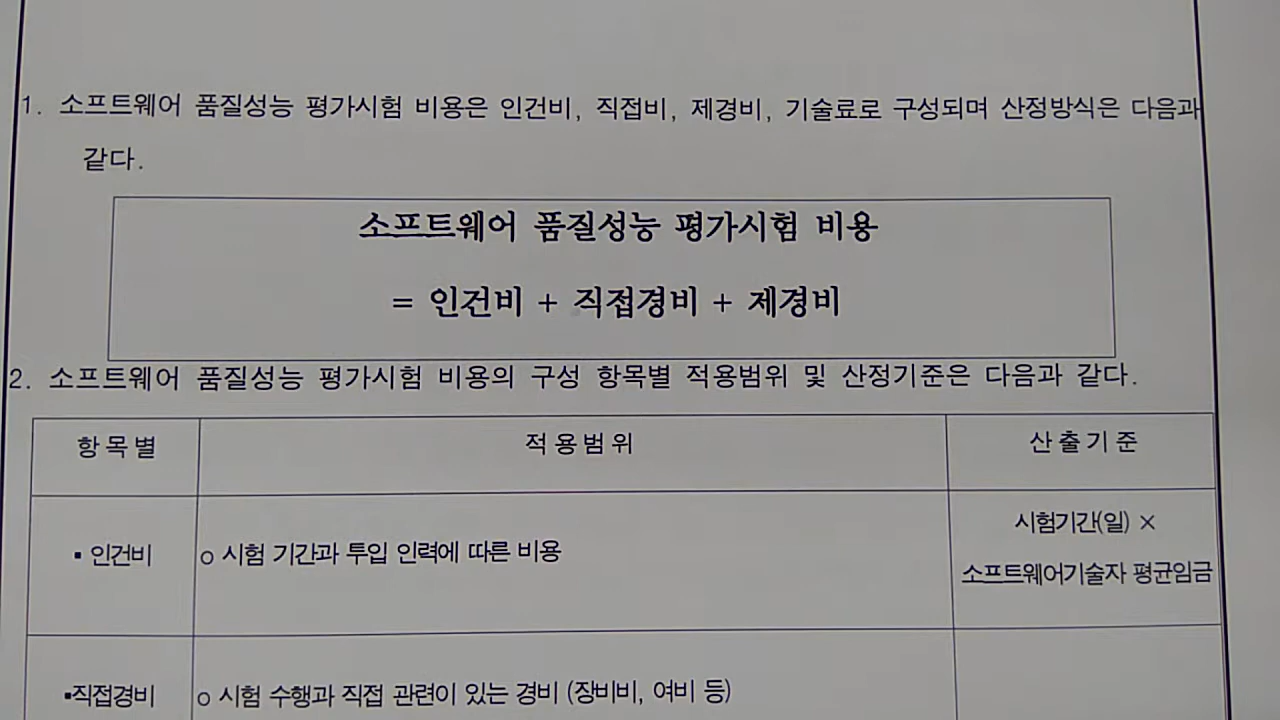 1. 소프트웨어 품질성능 평가시험 비용은 인건비, 직접비, 제경비, 기술료로 구성되며 산정방식은 다음과
같다.
소프트웨어 품질성능 평가시험 비용
= 인건비 + 직접경비 + 제경비
2. 소프트웨어 품질성능 평가시험 비용의 구성 항목별 적용범위 및 산정기준은 다음과 같다.
항목별 적용범위 산출기준
▪ 인건비 o 시험 기간과 투입 인력에 따른 비용 시험기간(일) ×
소프트웨어기술자 평균임금
▪직접경비 o 시험 수행과 직접 관련이 있는 경비 (장비비, 여비 등)